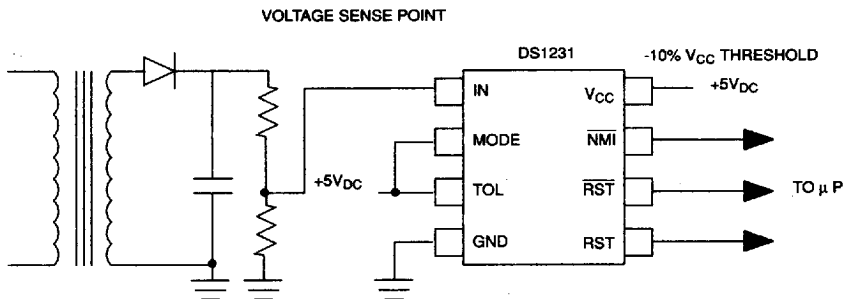 VOLTAGE SENSE POINT
DS1231
-10% VCC THRESHOLD
IN
VCC
+5VDC
MODE
NMI
+5VDC
TOL
RST
TO μ P
GND
RST